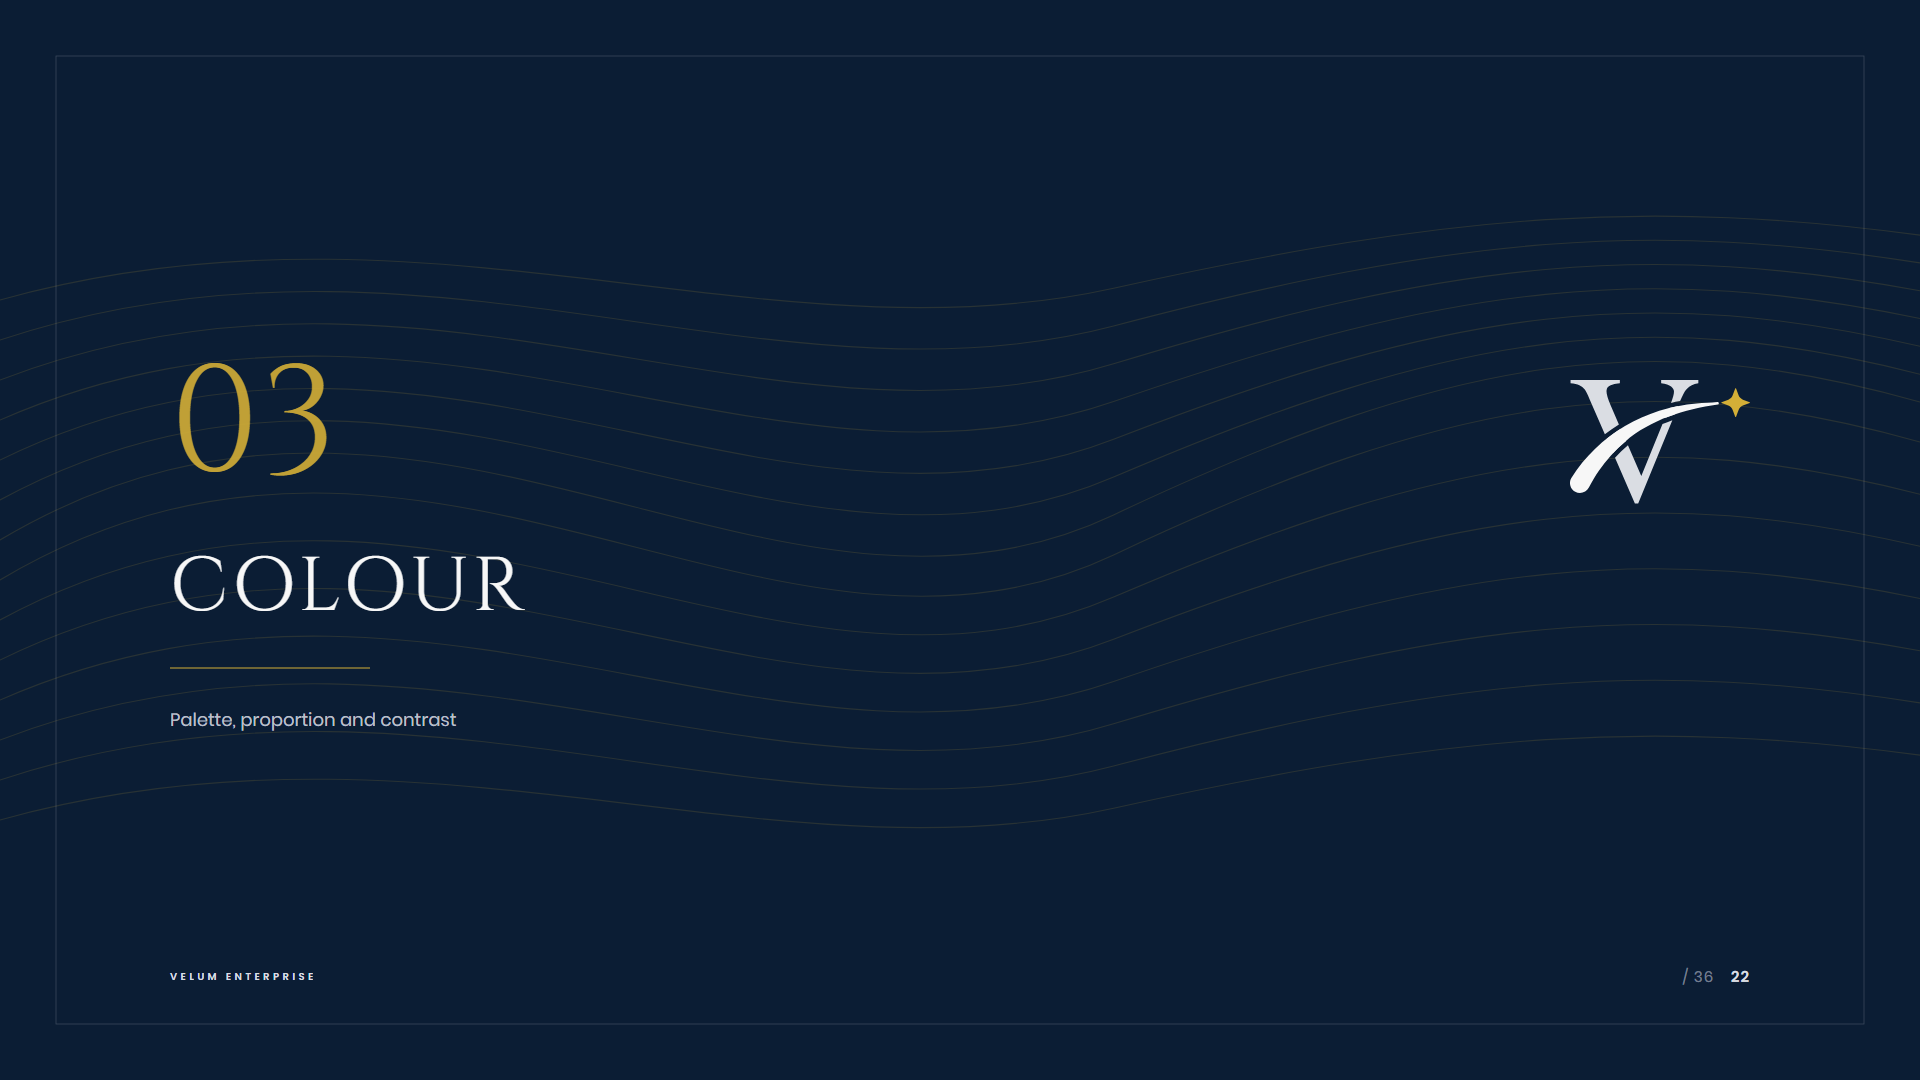 03
COLOUR
Palette, proportion and contrast
VELUM ENTERPRISE
/ 36 22